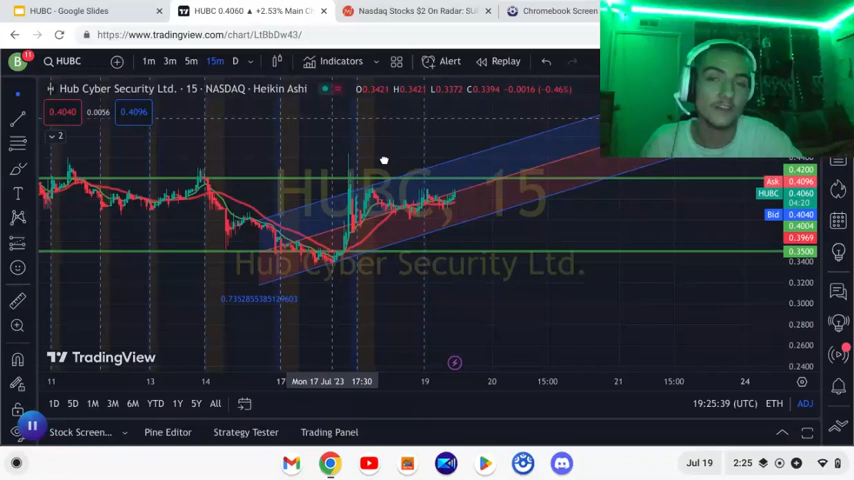 HUBC - Google Slides
HUBC 0.4060 ▲ +2.53% Main Ch
Nasdaq Stocks $2 On Radar: SUP
Chromebook Screen
https://www.tradingview.com/chart/LtBbDw43/
B
11
HUBC
1m 3m 5m 15m D
Indicators
Alert
Replay
Hub Cyber Security Ltd. · 15 · NASDAQ · Heikin Ashi
O0.3421 H0.3421 L0.3372 C0.3394 -0.0016 (-0.46%)
0.4040
0.0056
0.4096
2
HUBC, 15
Hub Cyber Security Ltd.
0.4200
Ask 0.4096
HUBC 0.4060
04:20
Bid 0.4040
0.4004
0.3969
0.3500
0.3400
0.3200
0.3000
0.2800
0.2600
0.2400
TradingView
11 13 14 17 Mon 17 Jul '23 17:30 19 20 15:00 21 15:00 24
1D 5D 1M 3M 6M YTD 1Y 5Y All
19:25:39 (UTC) ETH ADJ
Stock Screen... Pine Editor Strategy Tester Trading Panel
Jul 19
2:25